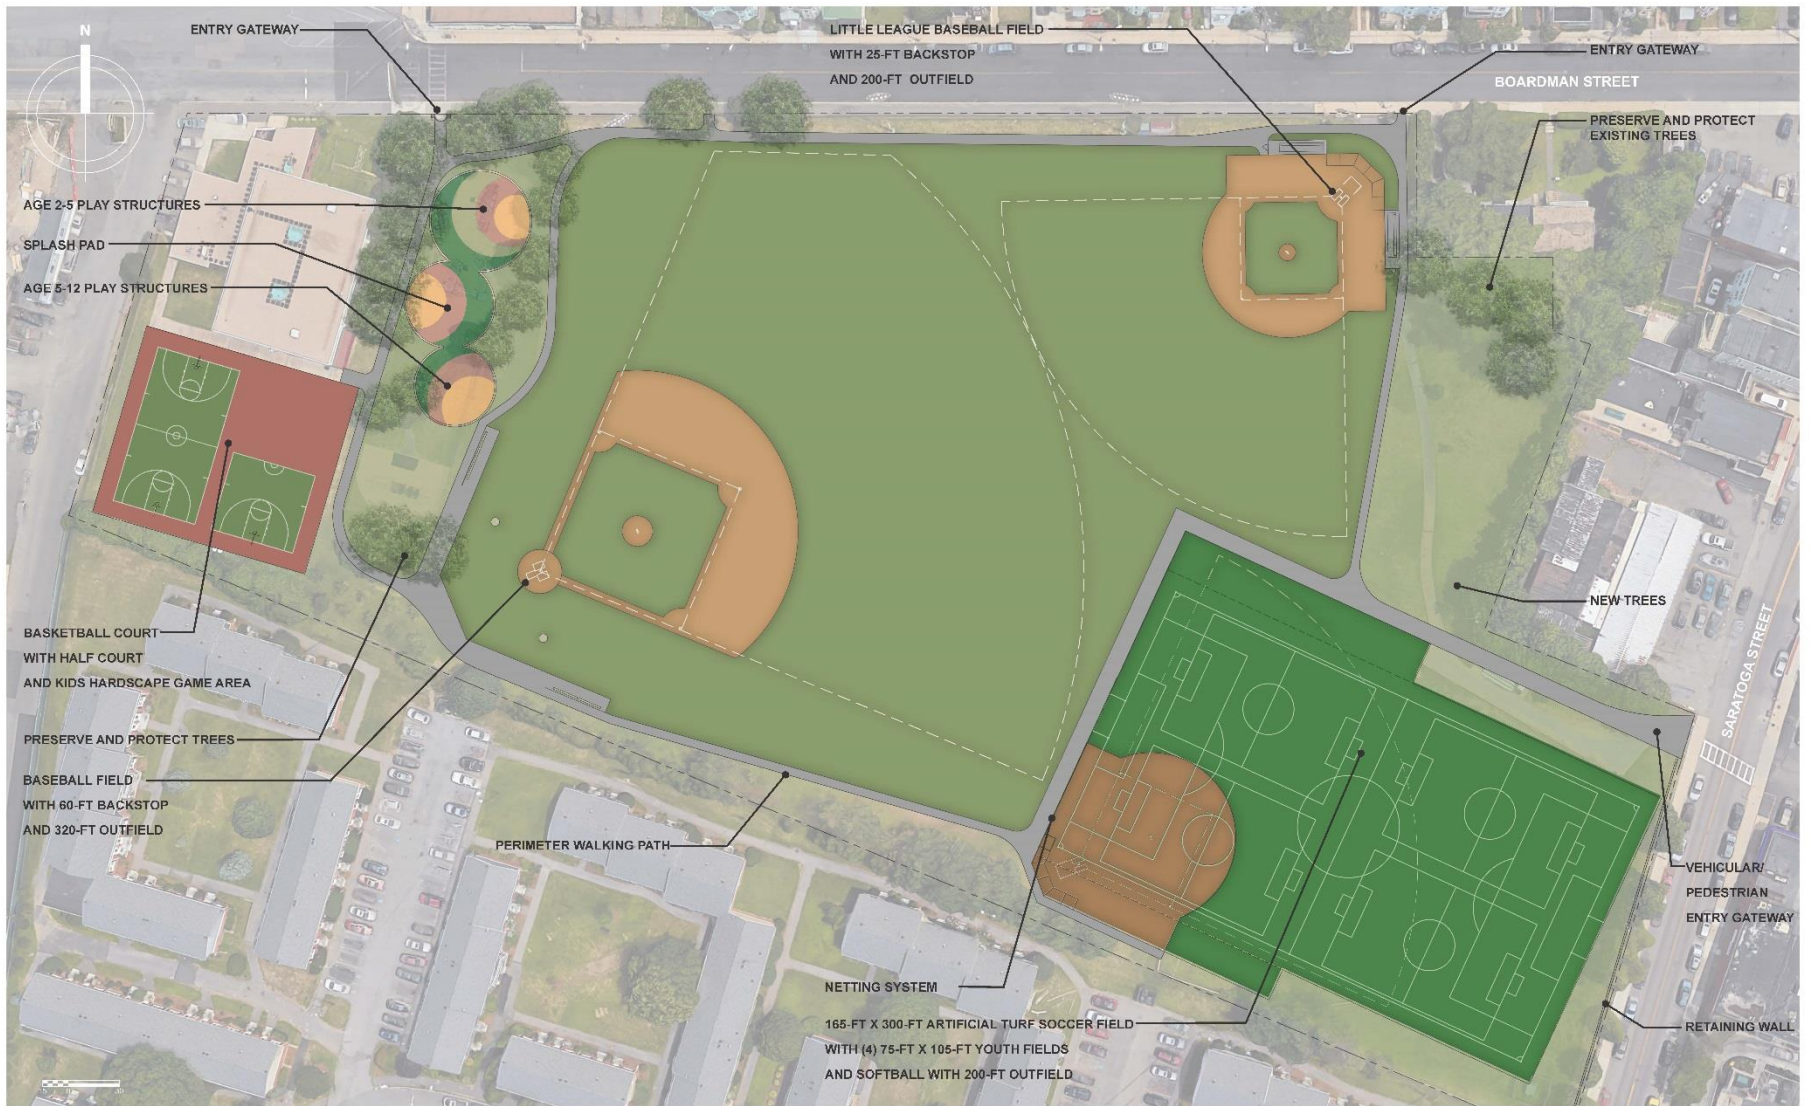 N
ENTRY GATEWAY
LITTLE LEAGUE BASEBALL FIELD
WITH 25-FT BACKSTOP
AND 200-FT OUTFIELD
ENTRY GATEWAY
BOARDMAN STREET
PRESERVE AND PROTECT
EXISTING TREES
AGE 2-5 PLAY STRUCTURES
SPLASH PAD
AGE 5-12 PLAY STRUCTURES
NEW TREES
BASKETBALL COURT
WITH HALF COURT
AND KIDS HARDSCAPE GAME AREA
SARATOGA STREET
PRESERVE AND PROTECT TREES
BASEBALL FIELD
WITH 60-FT BACKSTOP
AND 320-FT OUTFIELD
PERIMETER WALKING PATH
VEHICULAR/
PEDESTRIAN
ENTRY GATEWAY
NETTING SYSTEM
165-FT X 300-FT ARTIFICIAL TURF SOCCER FIELD
WITH (4) 75-FT X 105-FT YOUTH FIELDS
AND SOFTBALL WITH 200-FT OUTFIELD
RETAINING WALL